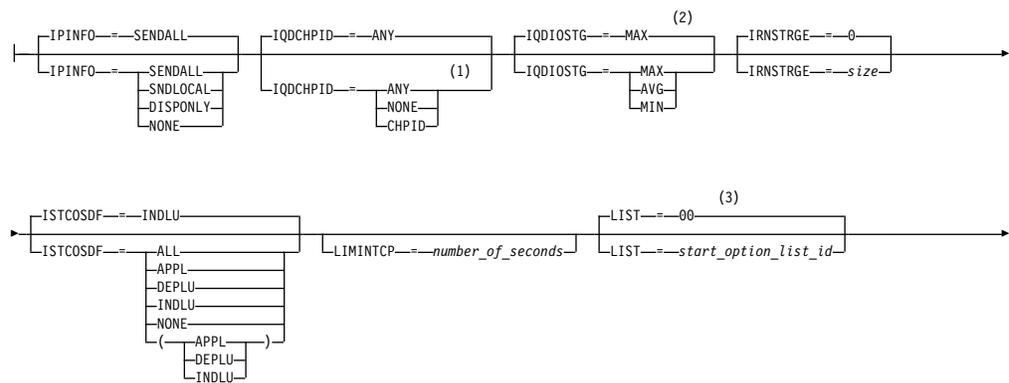 (2)
IPINFO = SENDALL IQDCHPID = ANY IQDIOSTG = MAX IRNSTRGE = 0
(1)
IPINFO = SENDALL IQDIOSTG = MAX IRNSTRGE = size
SNDLOCAL IQDCHPID = ANY AVG
DISPONLY NONE MIN
NONE CHPID
(3)
ISTCOSDF = INDLU LIST = 00
ISTCOSDF = ALL LIMINTCP = number_of_seconds LIST = start_option_list_id
APPL
DEPLU
INDLU
NONE
( APPL )
DEPLU
INDLU